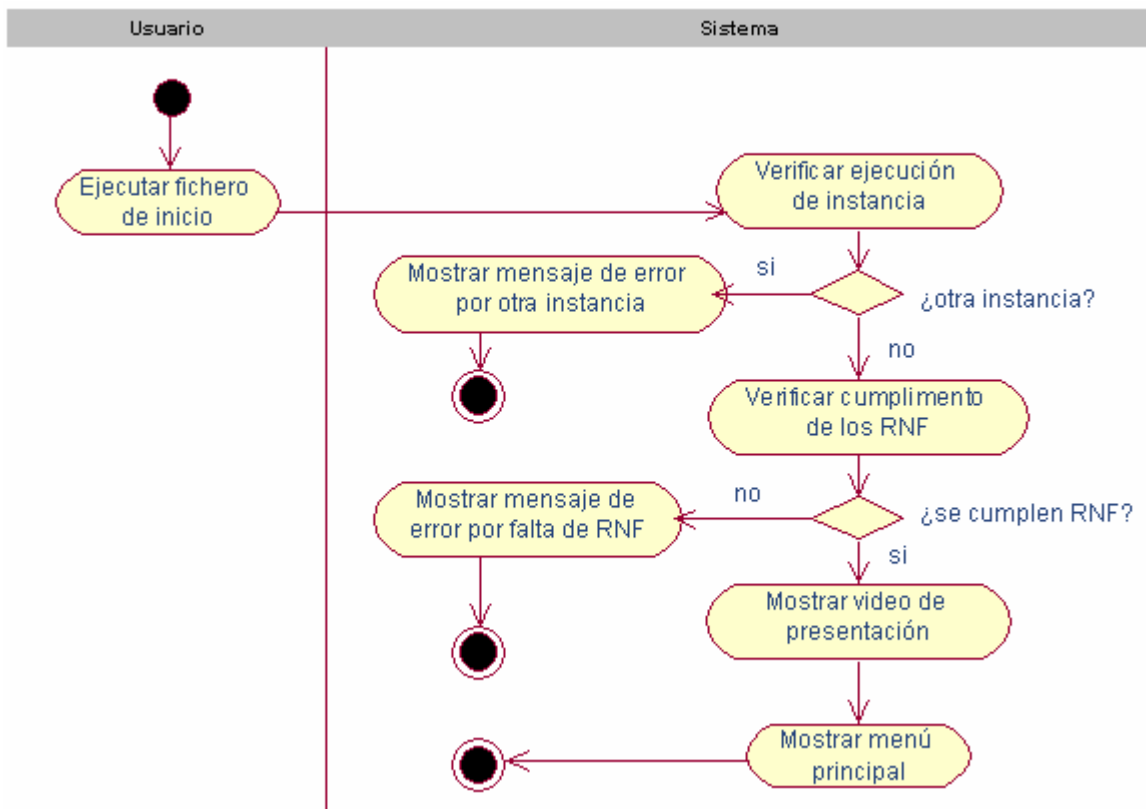 Usuario
Sistema
Ejecutar fichero
de inicio
Verificar ejecución
de instancia
Mostrar mensaje de error
por otra instancia
si
¿otra instancia?
no
Verificar cumplimento
de los RNF
Mostrar mensaje de
error por falta de RNF
no
¿se cumplen RNF?
si
Mostrar video de
presentación
Mostrar menú
principal